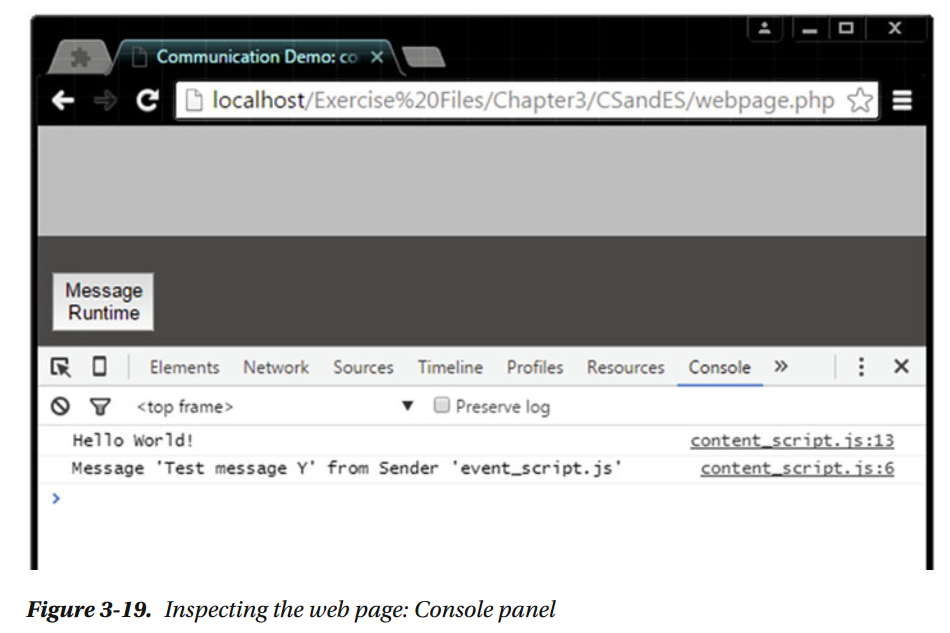 Communication Demo: co
localhost/Exercise%20Files/Chapter3/CSandES/webpage.php
Message
Runtime
Elements Network Sources Timeline Profiles Resources Console »
<top frame> ▼ Preserve log
Hello World! content_script.js:13
Message 'Test message Y' from Sender 'event_script.js' content_script.js:6
>
Figure 3-19. Inspecting the web page: Console panel